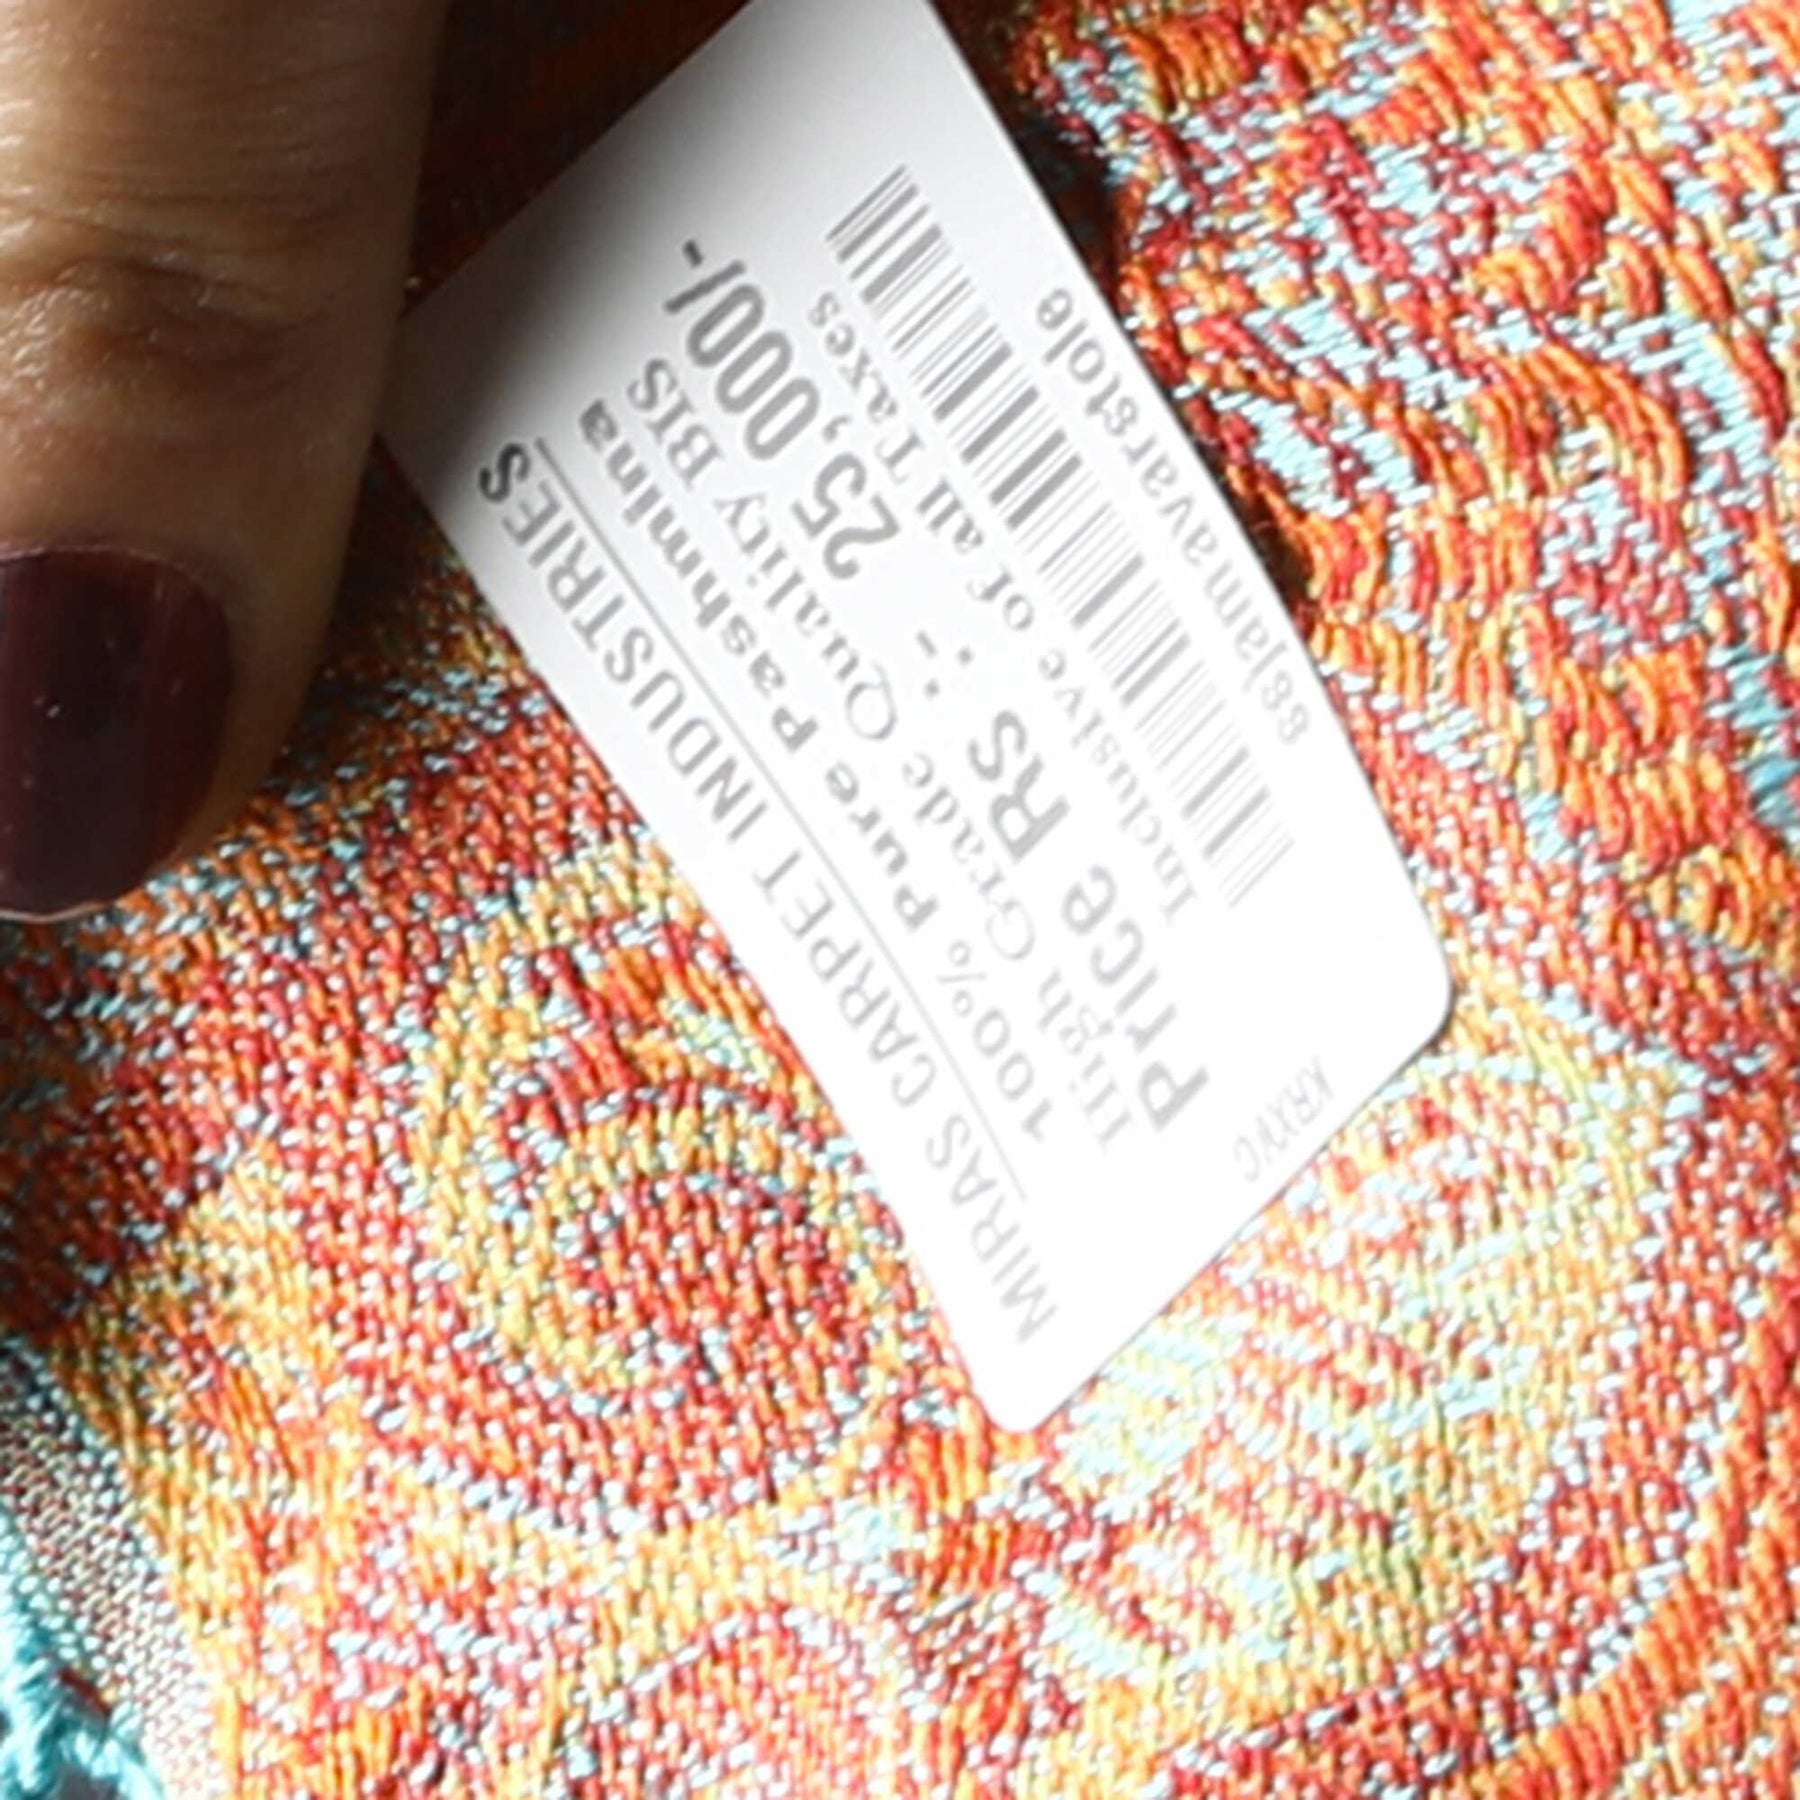 MIRAS CARPET INDUSTRIES
100% Pure Pashmina
High Grade Quality BIS
Price Rs :- 25,000/-
Inclusive of all Taxes
88jamavarstole